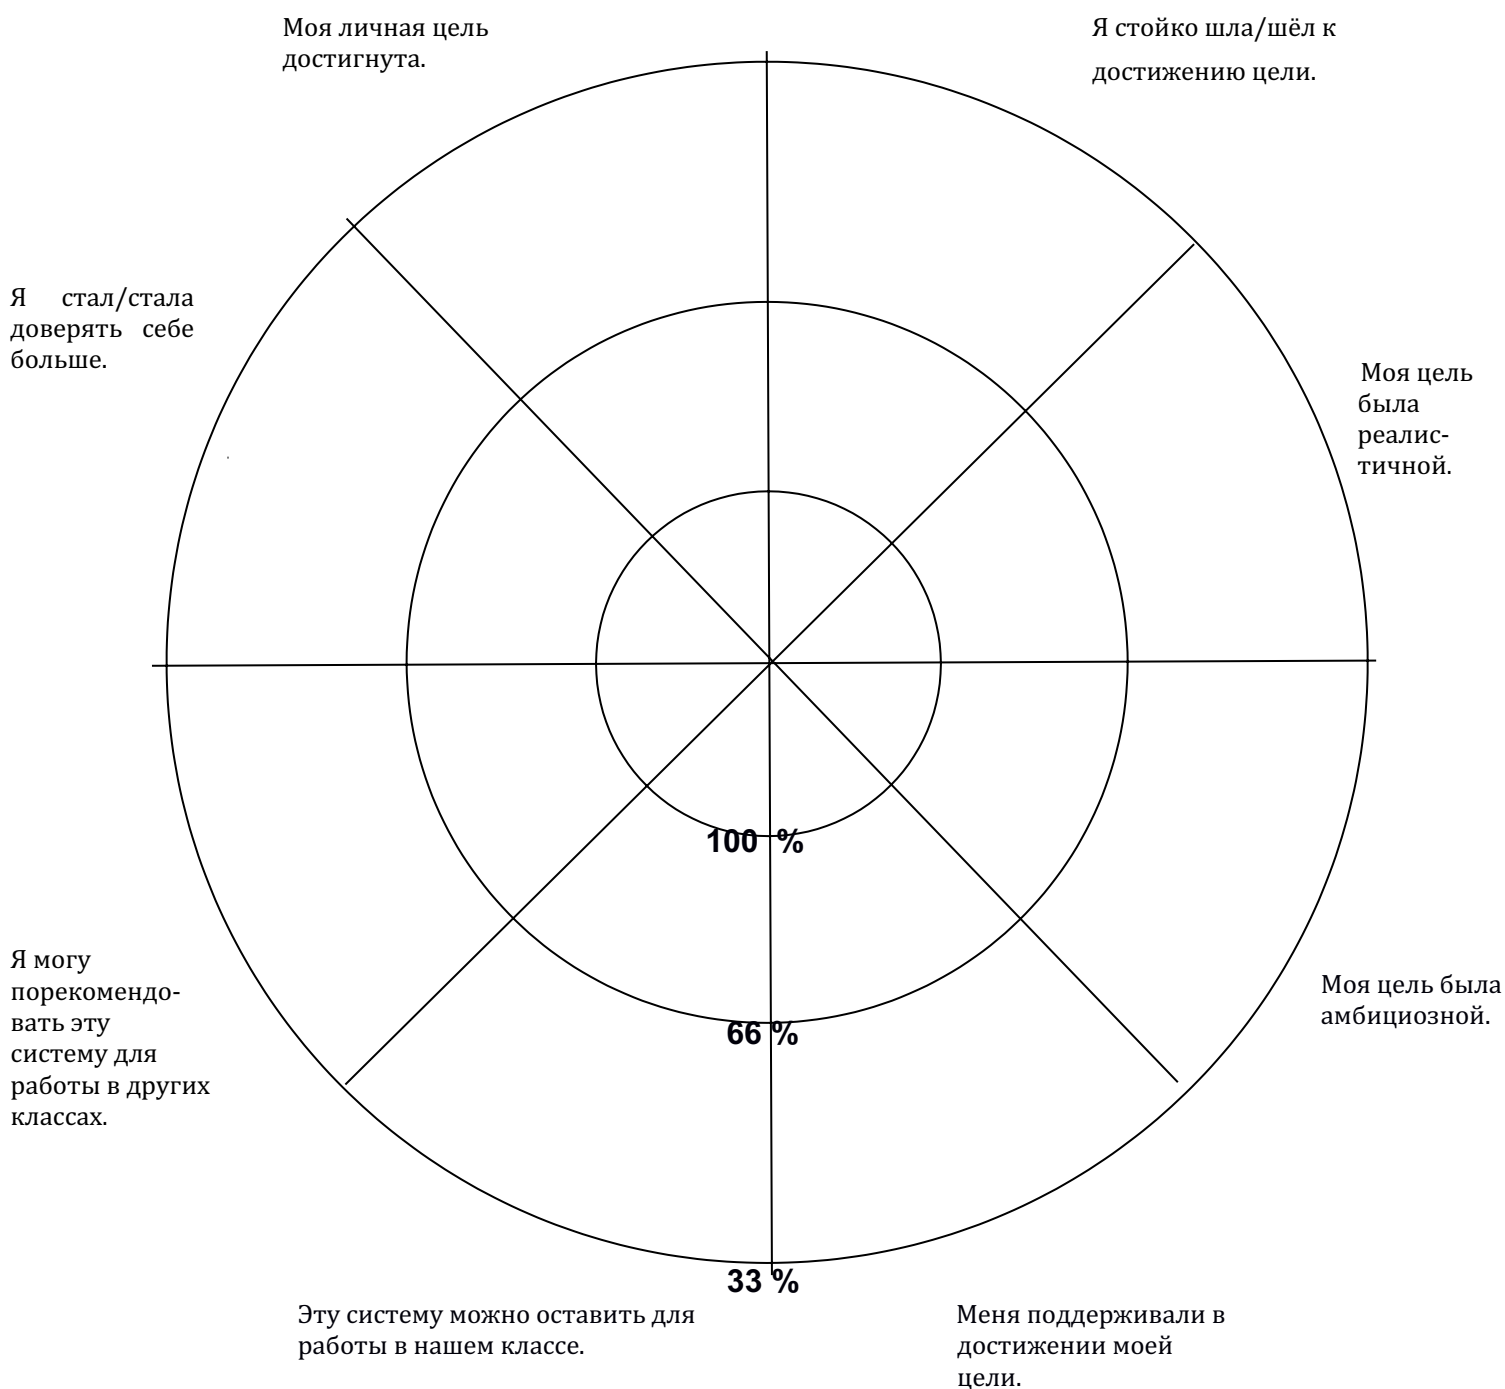 Моя личная цель
достигнута.
Я стойко шла/шёл к
достижению цели.
Я стал/стала
доверять себе
больше.
Моя цель
была
реалис-
тичной.
100 %
66 %
33 %
Я могу
порекомендо-
вать эту
систему для
работы в других
классах.
Моя цель была
амбициозной.
Эту систему можно оставить для
работы в нашем классе.
Меня поддерживали в
достижении моей
цели.